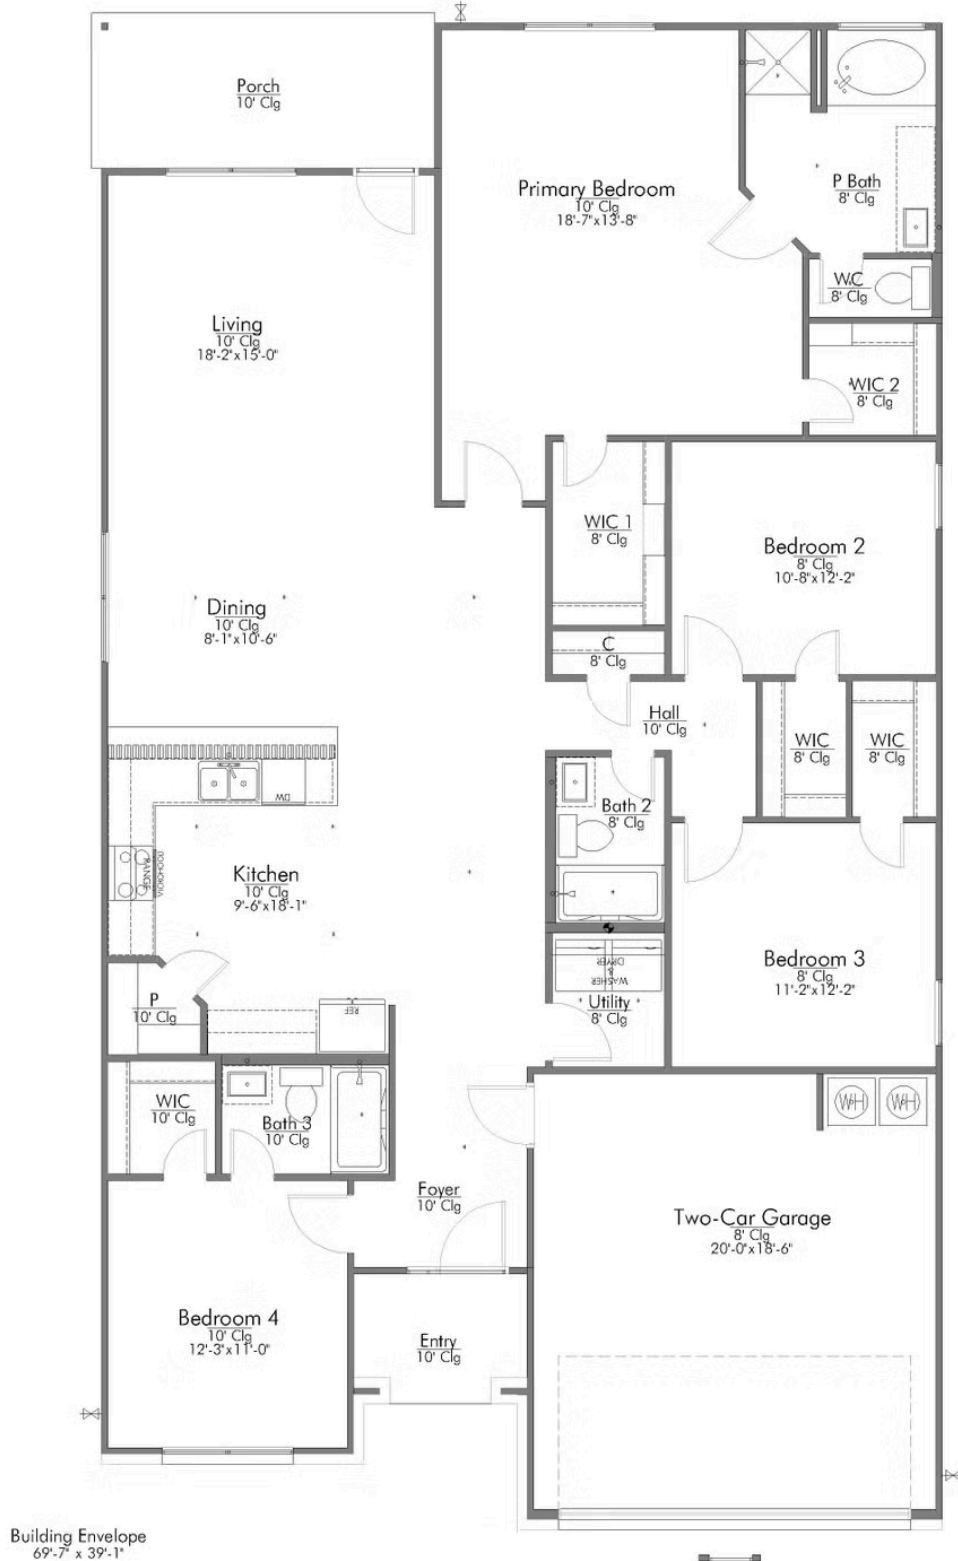 Porch
10' Clg
Primary Bedroom
10' Clg
18'-7"x13'-8"
P Bath
8' Clg
WC
8' Clg
Living
10' Clg
18'-2"x15'-0"
WIC 2
8' Clg
WIC 1
8' Clg
Bedroom 2
8' Clg
10'-8"x12'-2"
Dining
10' Clg
8'-1"x10'-6"
C
8' Clg
Hall
10' Clg
WIC
8' Clg
WIC
8' Clg
DW
Bath 2
8' Clg
RANGE
Kitchen
10' Clg
9'-6"x18'-1"
Bedroom 3
8' Clg
11'-2"x12'-2"
DRYER
WASHER
Utility
8' Clg
P
10' Clg
REF
WIC
10' Clg
Bath 3
10' Clg
WH
WH
Foyer
10' Clg
Two-Car Garage
8' Clg
20'-0"x18'-6"
Bedroom 4
10' Clg
12'-3"x11'-0"
Entry
10' Clg
Building Envelope
69'-7" x 39'-1"